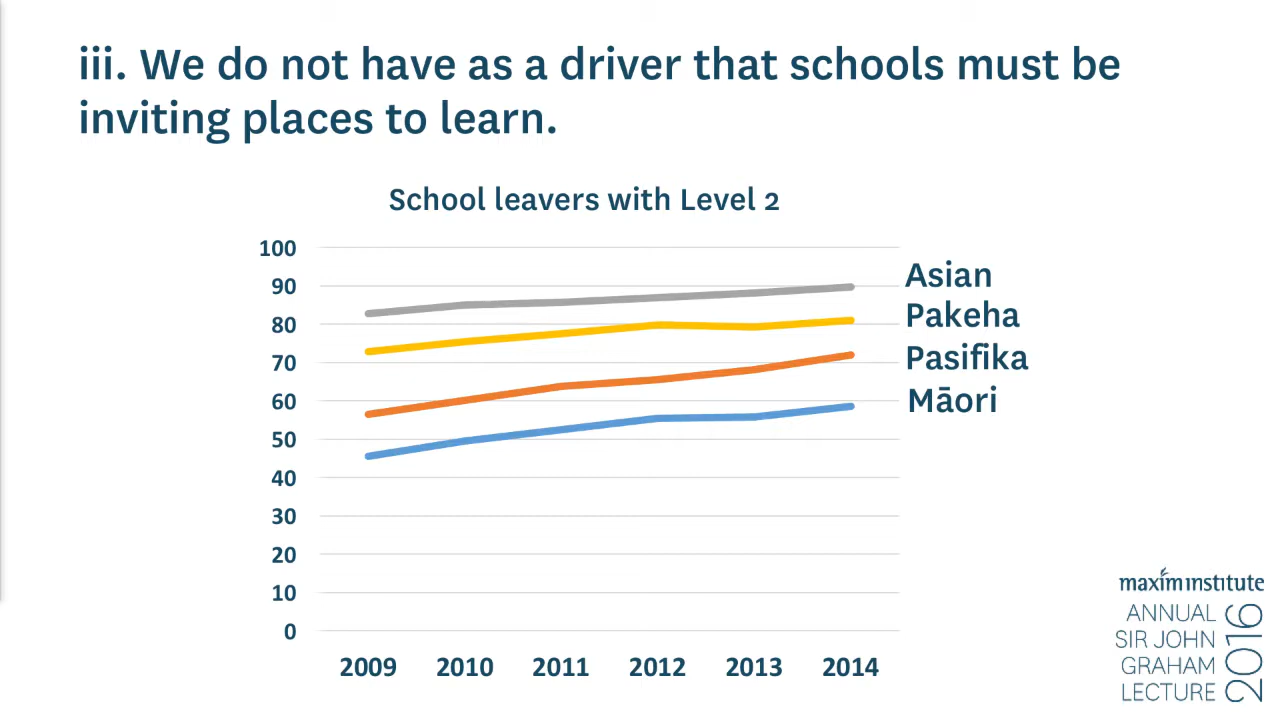 iii. We do not have as a driver that schools must be
inviting places to learn.
School leavers with Level 2
100
90
80
70
60
50
40
30
20
10
0
2009 2010 2011 2012 2013 2014
Asian
Pakeha
Pasifika
Māori
maxim institute
ANNUAL
SIR JOHN
GRAHAM
LECTURE
2016